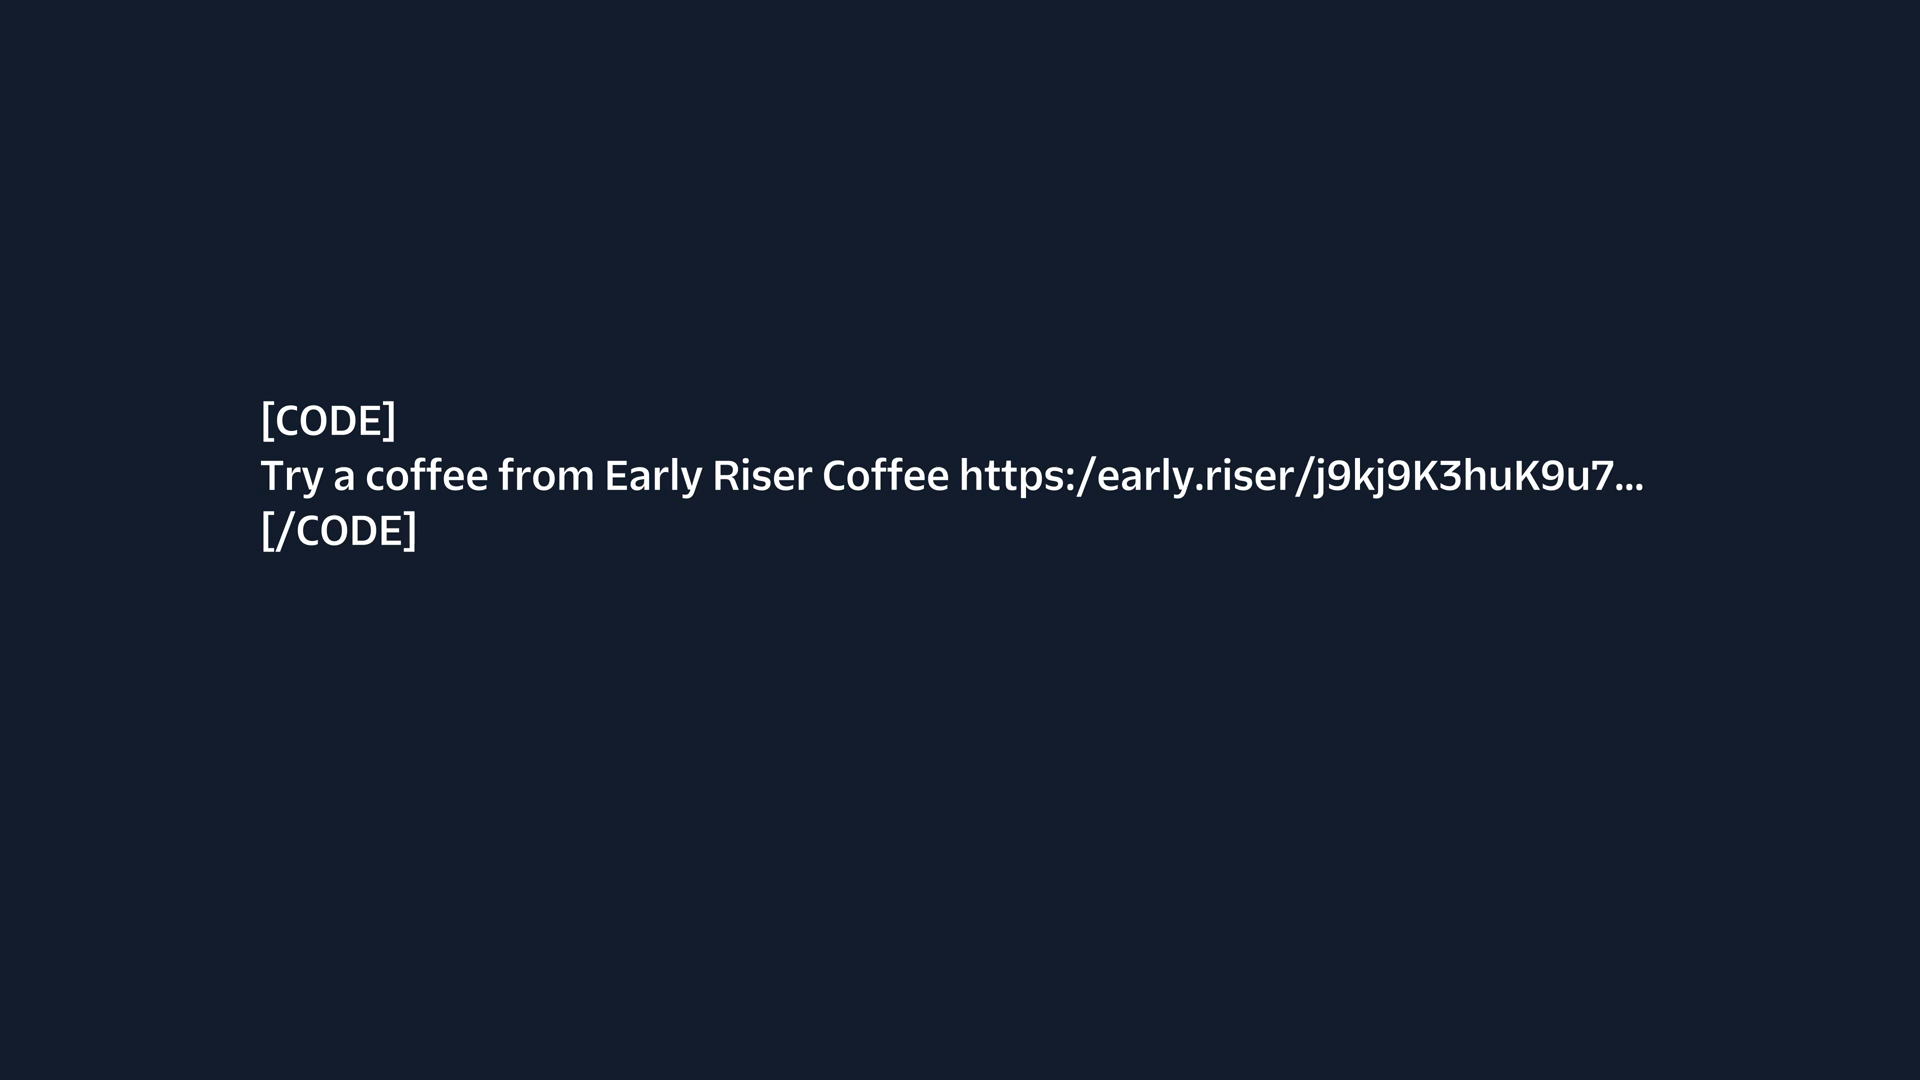 [CODE]
Try a coffee from Early Riser Coffee https:/early.riser/j9kj9K3huK9u7...
[/CODE]